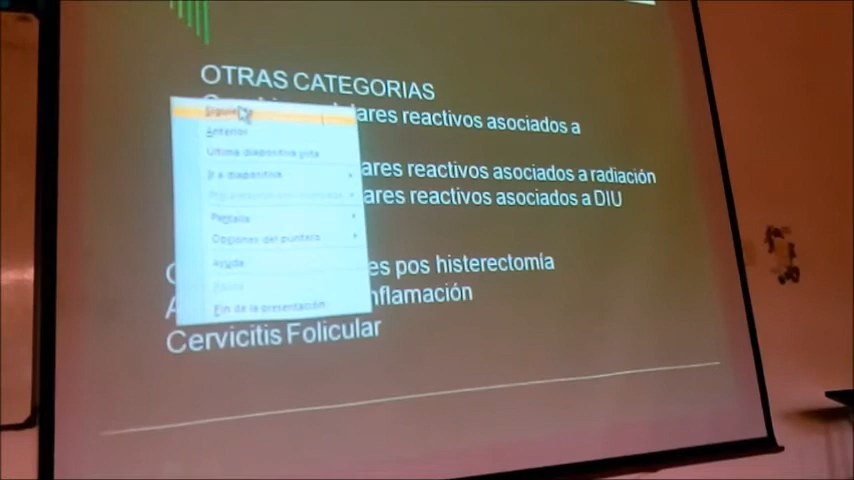 OTRAS CATEGORIAS
ares reactivos asociados a
ares reactivos asociados a radiación
ares reactivos asociados a DIU
es pos histerectomía
nflamación
Cervicitis Folicular
Siguiente
Anterior
Última diapositiva vista
Ir a diapositiva
Pantalla
Opciones del puntero
Ayuda
Pausa
Fin de la presentación